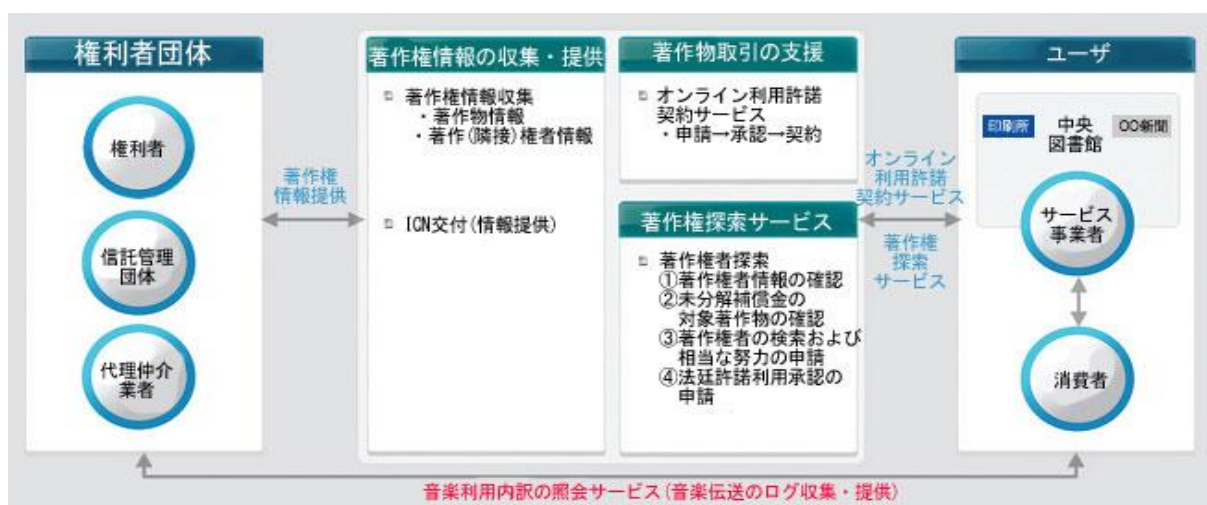 権利者団体
権利者
信託管理
団体
代理仲介
業者
著作権
情報提供
著作権情報の収集・提供
▫ 著作権情報収集
・著作物情報
・著作(隣接)権者情報
▫ ICN交付(情報提供)
著作物取引の支援
▫ オンライン利用許諾
契約サービス
・申請→承認→契約
著作権探索サービス
▫ 著作権者探索
①著作権者情報の確認
②未分解補償金の
対象著作物の確認
③著作権者の検索および
相当な努力の申請
④法廷許諾利用承認の
申請
オンライン
利用許諾
契約サービス
著作権
探索
サービス
ユーザ
印刷所
中央
図書館
〇〇新聞
サービス
事業者
消費者
音楽利用内訳の照会サービス(音楽伝送のログ収集・提供)